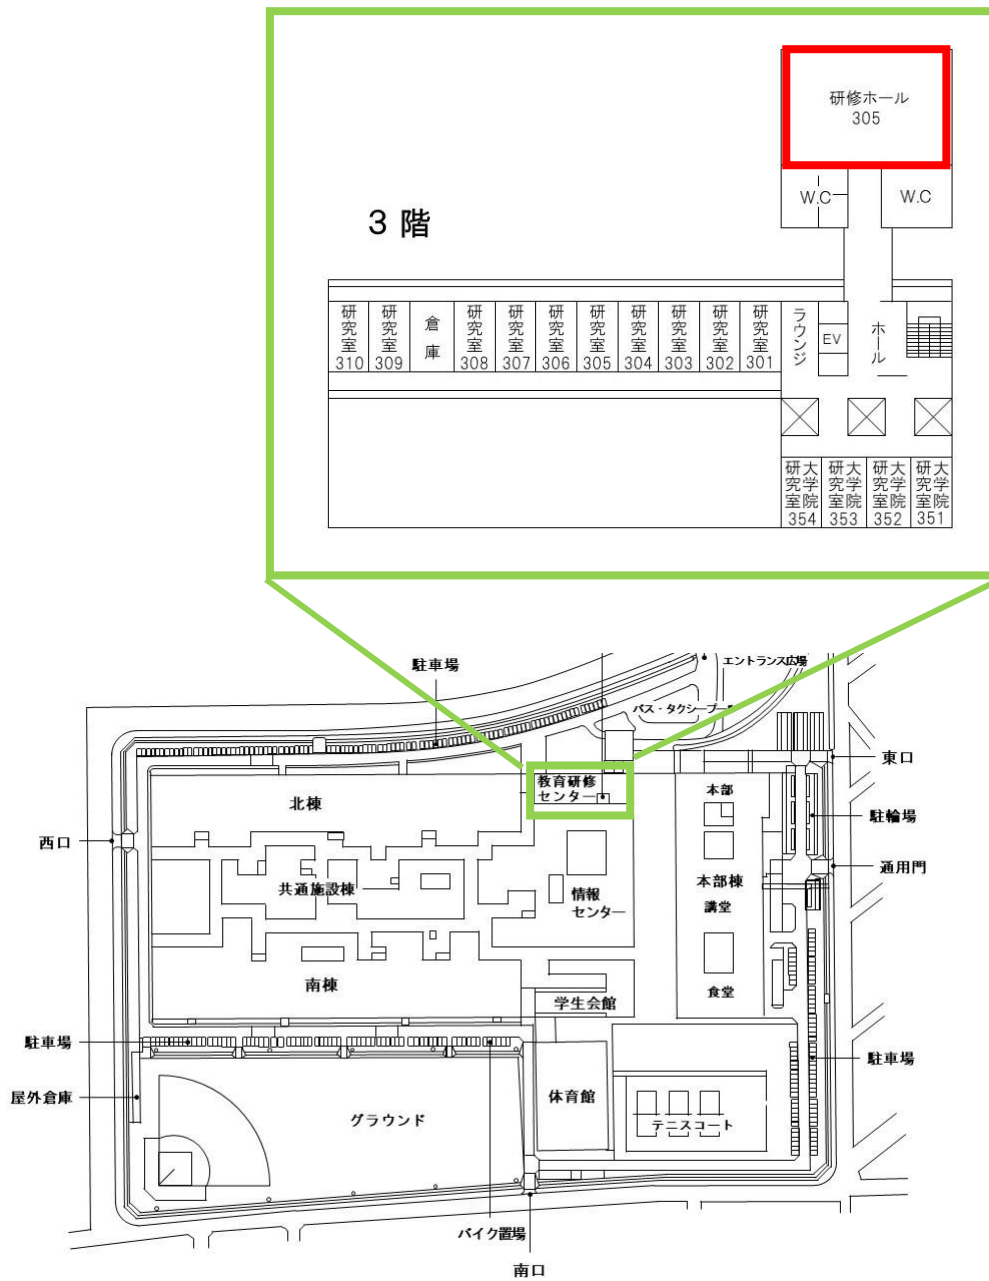 研修ホール
305
W.C
W.C
3 階
研究室
310
研究室
309
倉庫
研究室
308
研究室
307
研究室
306
研究室
305
研究室
304
研究室
303
研究室
302
研究室
301
ラウンジ
EV
ホール
大学院
研究室
354
大学院
研究室
353
大学院
研究室
352
大学院
研究室
351
駐車場
エントランス広場
バス・タクシープー
東口
教育研修
センター
本部
北棟
駐輪場
西口
通用門
共通施設棟
情報
センター
本部棟
講堂
南棟
食堂
学生会館
駐車場
駐車場
屋外倉庫
体育館
グラウンド
テニスコート
バイク置場
南口